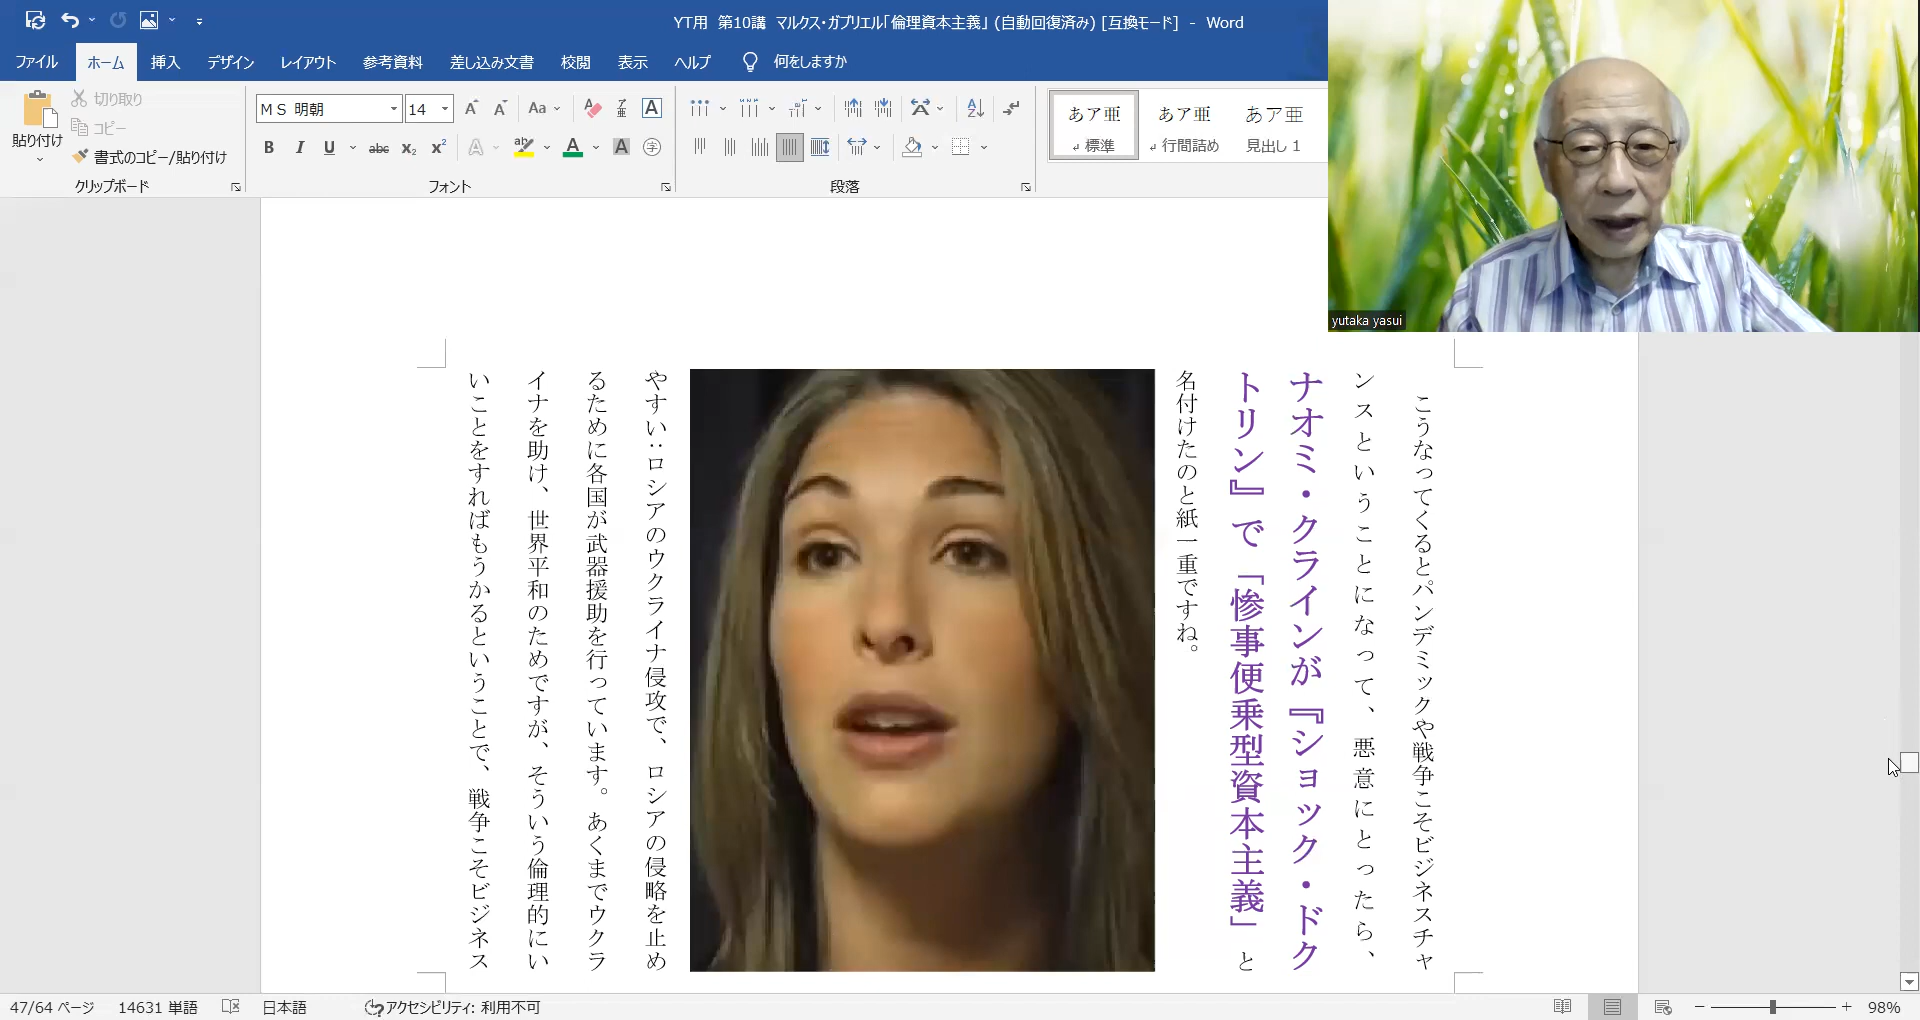 YT用 第10講 マルクス・ガブリエル「倫理資本主義」 (自動回復済み) [互換モード] - Word
ファイル ホーム 挿入 デザイン レイアウト 参考資料 差し込み文書 校閲 表示 ヘルプ 何をしますか
貼り付け
切り取り
コピー
書式のコピー/貼り付け
クリップボード
ＭＳ 明朝 14
Aa
亜
A
B I U abc x₂ x² A aby A A 字
フォント
段落
あア亜 標準
あア亜 行間詰め
あア亜 見出し 1
yutaka yasui
こうなってくるとパンデミックや戦争こそビジネスチャ
ンスということになって、悪意にとったら、
ナオミ・クラインが『ショック・ドク
トリン』で「惨事便乗型資本主義」と
名付けたのと紙一重ですね。
やすい：ロシアのウクライナ侵攻で、ロシアの侵略を止め
るために各国が武器援助を行っています。あくまでウクラ
イナを助け、世界平和のためですが、そういう倫理的にい
いことをすればもうかるということで、戦争こそビジネス
47/64 ページ 14631 単語 日本語 アクセシビリティ: 利用不可 98%